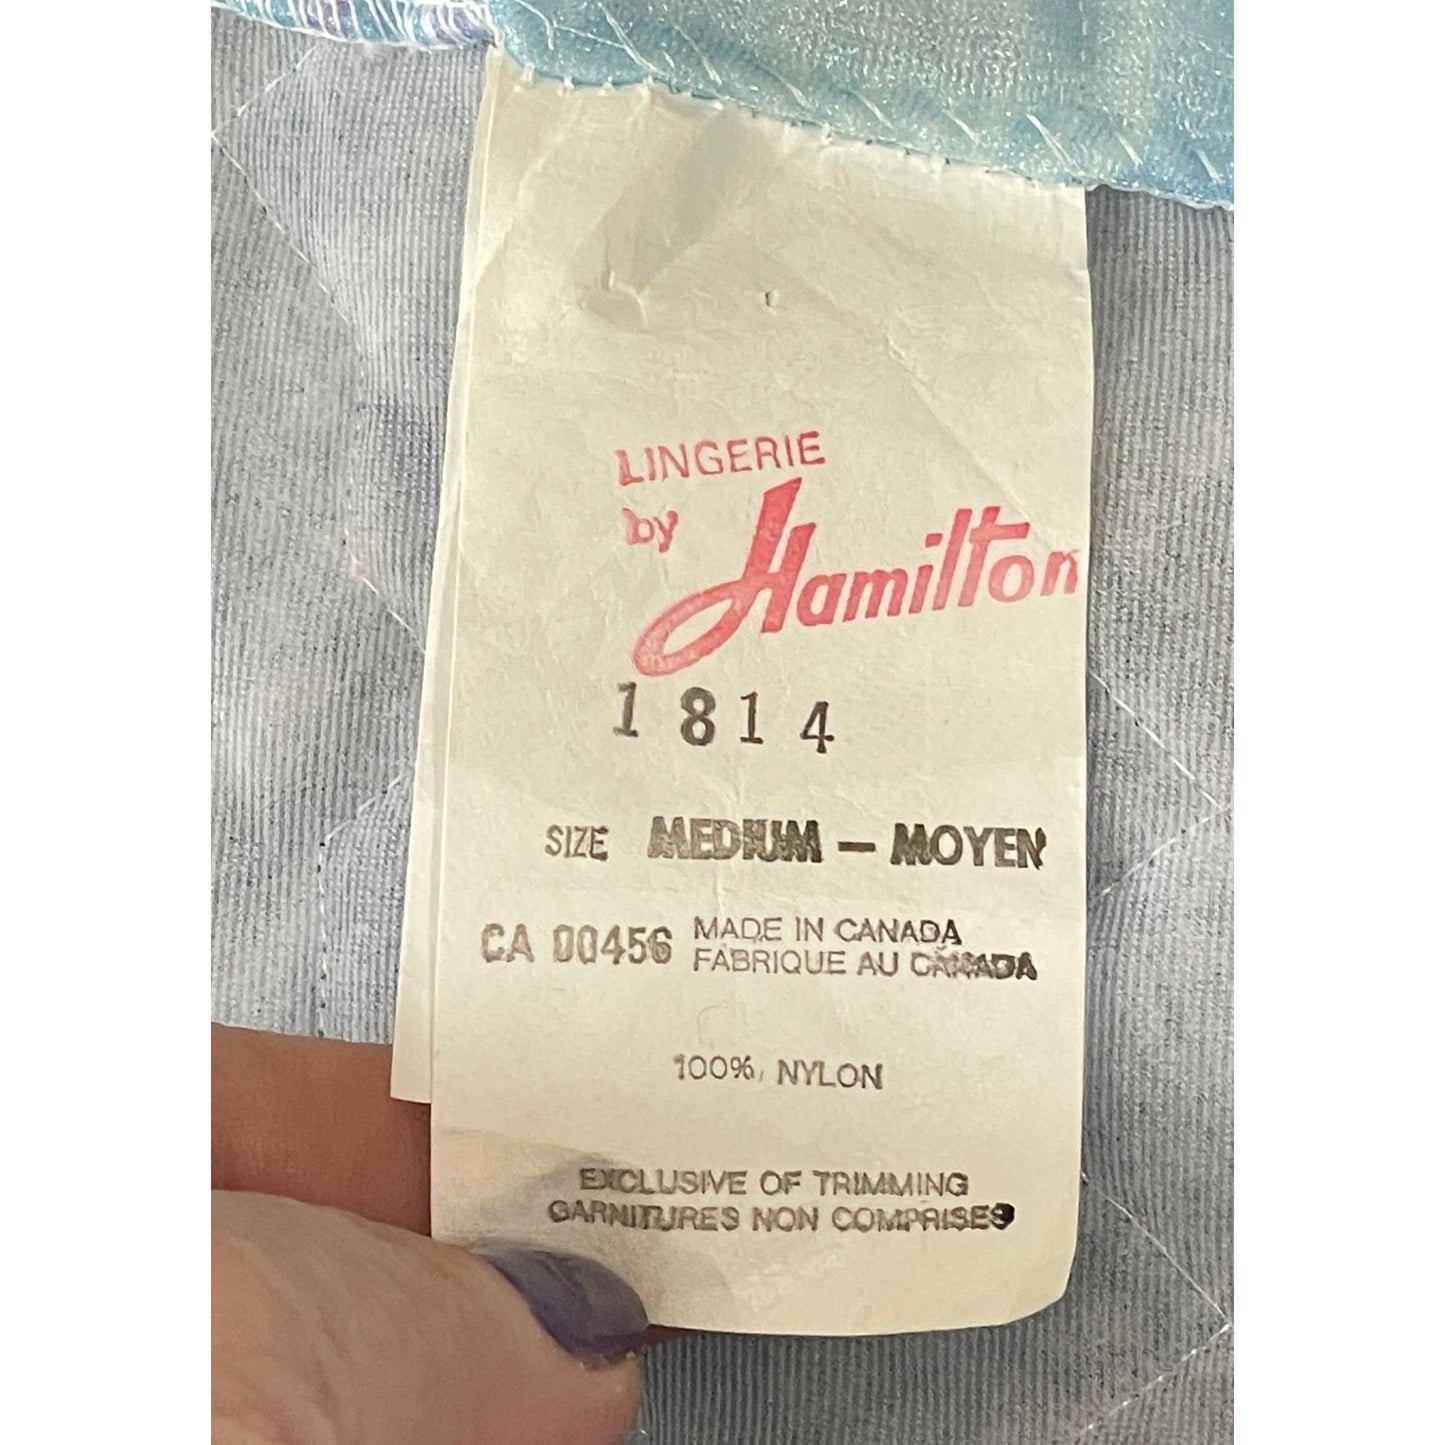 LINGERIE
by Hamilton
1814
SIZE MEDIUM — MOYEN
CA 00456 MADE IN CANADA
FABRIQUE AU CANADA
100% NYLON
EXCLUSIVE OF TRIMMING
GARNITURES NON COMPRISES